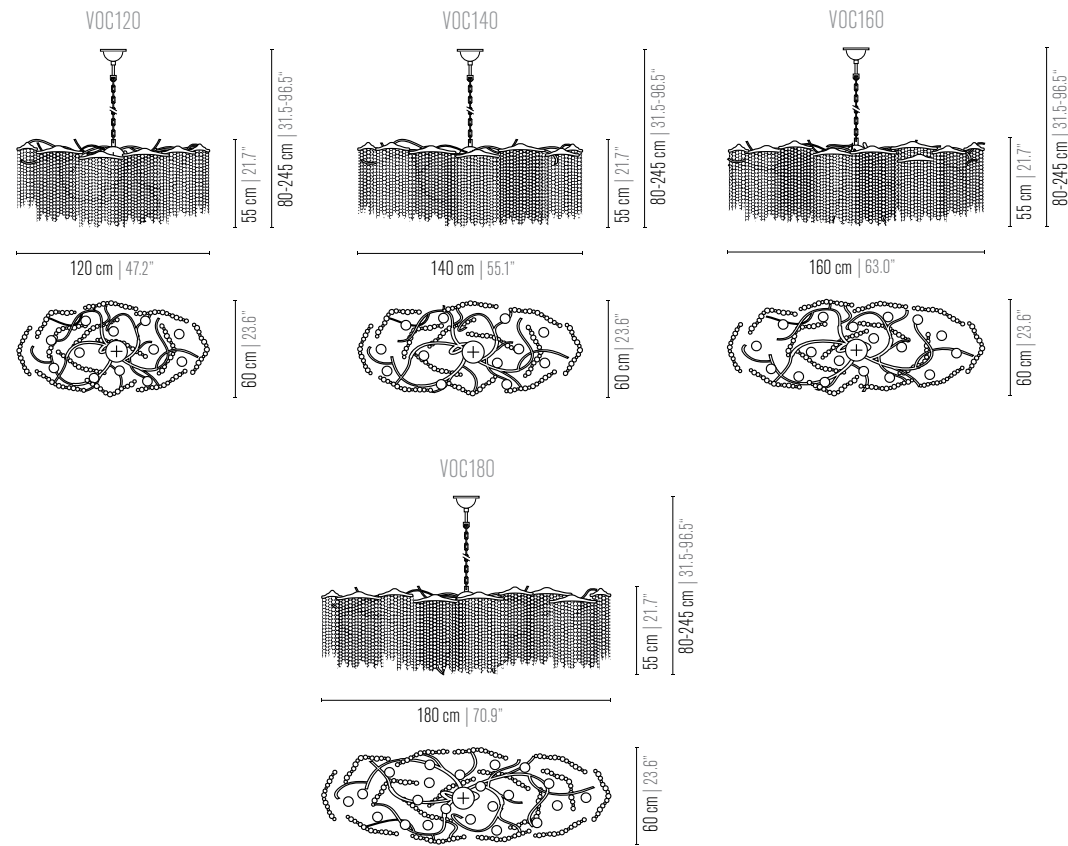 VOC120
55 cm | 21.7"
80-245 cm | 31.5-96.5"
120 cm | 47.2"
60 cm | 23.6"
VOC140
55 cm | 21.7"
80-245 cm | 31.5-96.5"
140 cm | 55.1"
60 cm | 23.6"
VOC160
55 cm | 21.7"
80-245 cm | 31.5-96.5"
160 cm | 63.0"
60 cm | 23.6"
VOC180
55 cm | 21.7"
80-245 cm | 31.5-96.5"
180 cm | 70.9"
60 cm | 23.6"